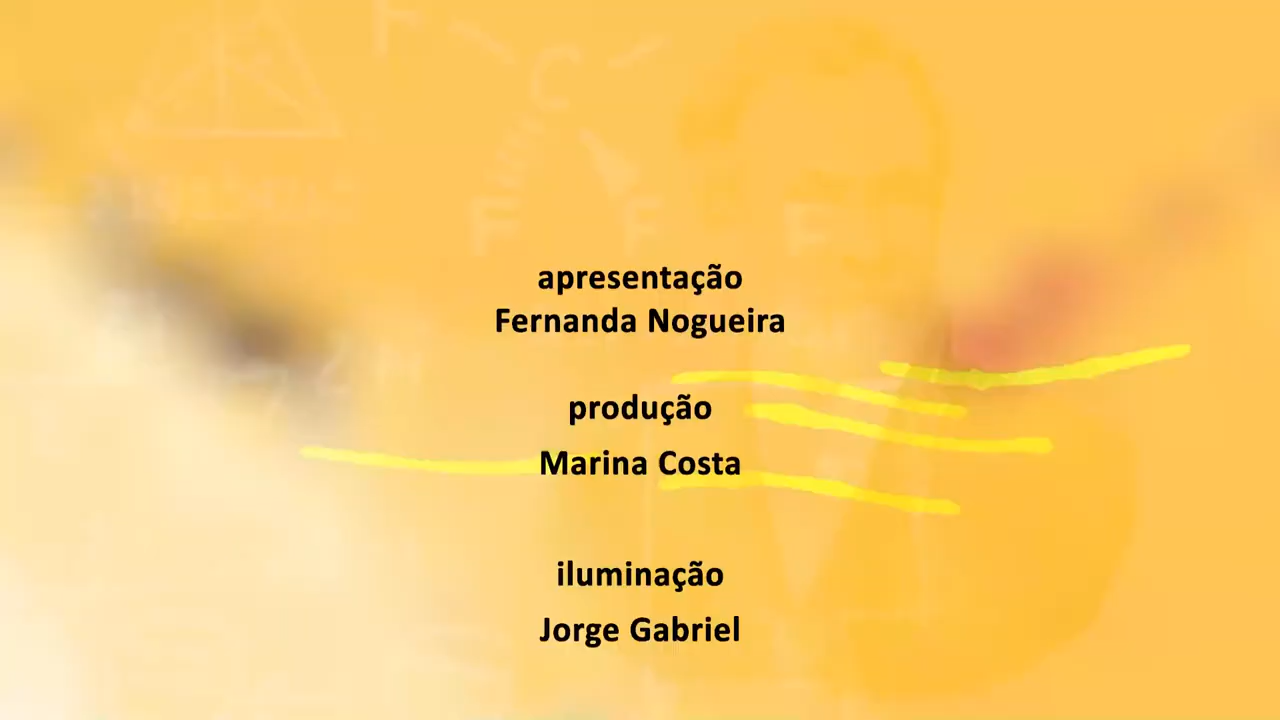 apresentação
Fernanda Nogueira
produção
Marina Costa
iluminação
Jorge Gabriel